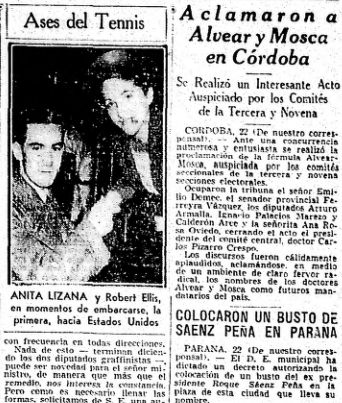 Ases del Tennis
ANITA LIZANA y Robert Ellis,
en momentos de embarcarse, la
primera, hacia Estados Unidos
con frecuencia en todas direcciones.
Nada de esto — terminan dicien-
do los dos diputados graffinistas —
puede ser novedad para el señor mi-
nistro, de manera que más que el
remedio, nos interesa la constancia.
Pero como es necesario llenar las
formas, solicitamos de S. E. una au-
Aclamaron a
Alvear y Mosca
en Córdoba
Se Realizó un Interesante Acto
Auspiciado por los Comités
de la Tercera y Novena
CORDOBA, 22 (De nuestro corres-
ponsal). — Ante una concurrencia
numerosa y entusiasta se realizó la
proclamación de la fórmula Alvear-
Mosca, auspiciada por los comités
seccionales de la tercera y novena
secciones electorales.
Ocuparon la tribuna el señor Emi-
lio Demec, el senador provincial Fe-
rreyra Vázquez, los diputados Arturo
Armalla, Ignacio Palacios Marezo y
Calderón Arce y la señorita Ana Ro-
sa Oviedo, cerrando el acto el presi-
dente del comité central, doctor Car-
los Pizarro Crespo.
Los discursos fueron cálidamente
aplaudidos, aclamándose, en medio
de un ambiente de claro fervor ra-
dical, los nombres de los doctores
Alvear y Mosca como futuros man-
datarios del país.
COLOCARON UN BUSTO DE
SAENZ PEÑA EN PARANA
PARANA, 22 (De nuestro corres-
ponsal). — El D. E. municipal ha
dictado un decreto autorizando la
colocación de un busto del ex pre-
sidente Roque Sáenz Peña en la
plaza de esta ciudad que lleva su
nombre.